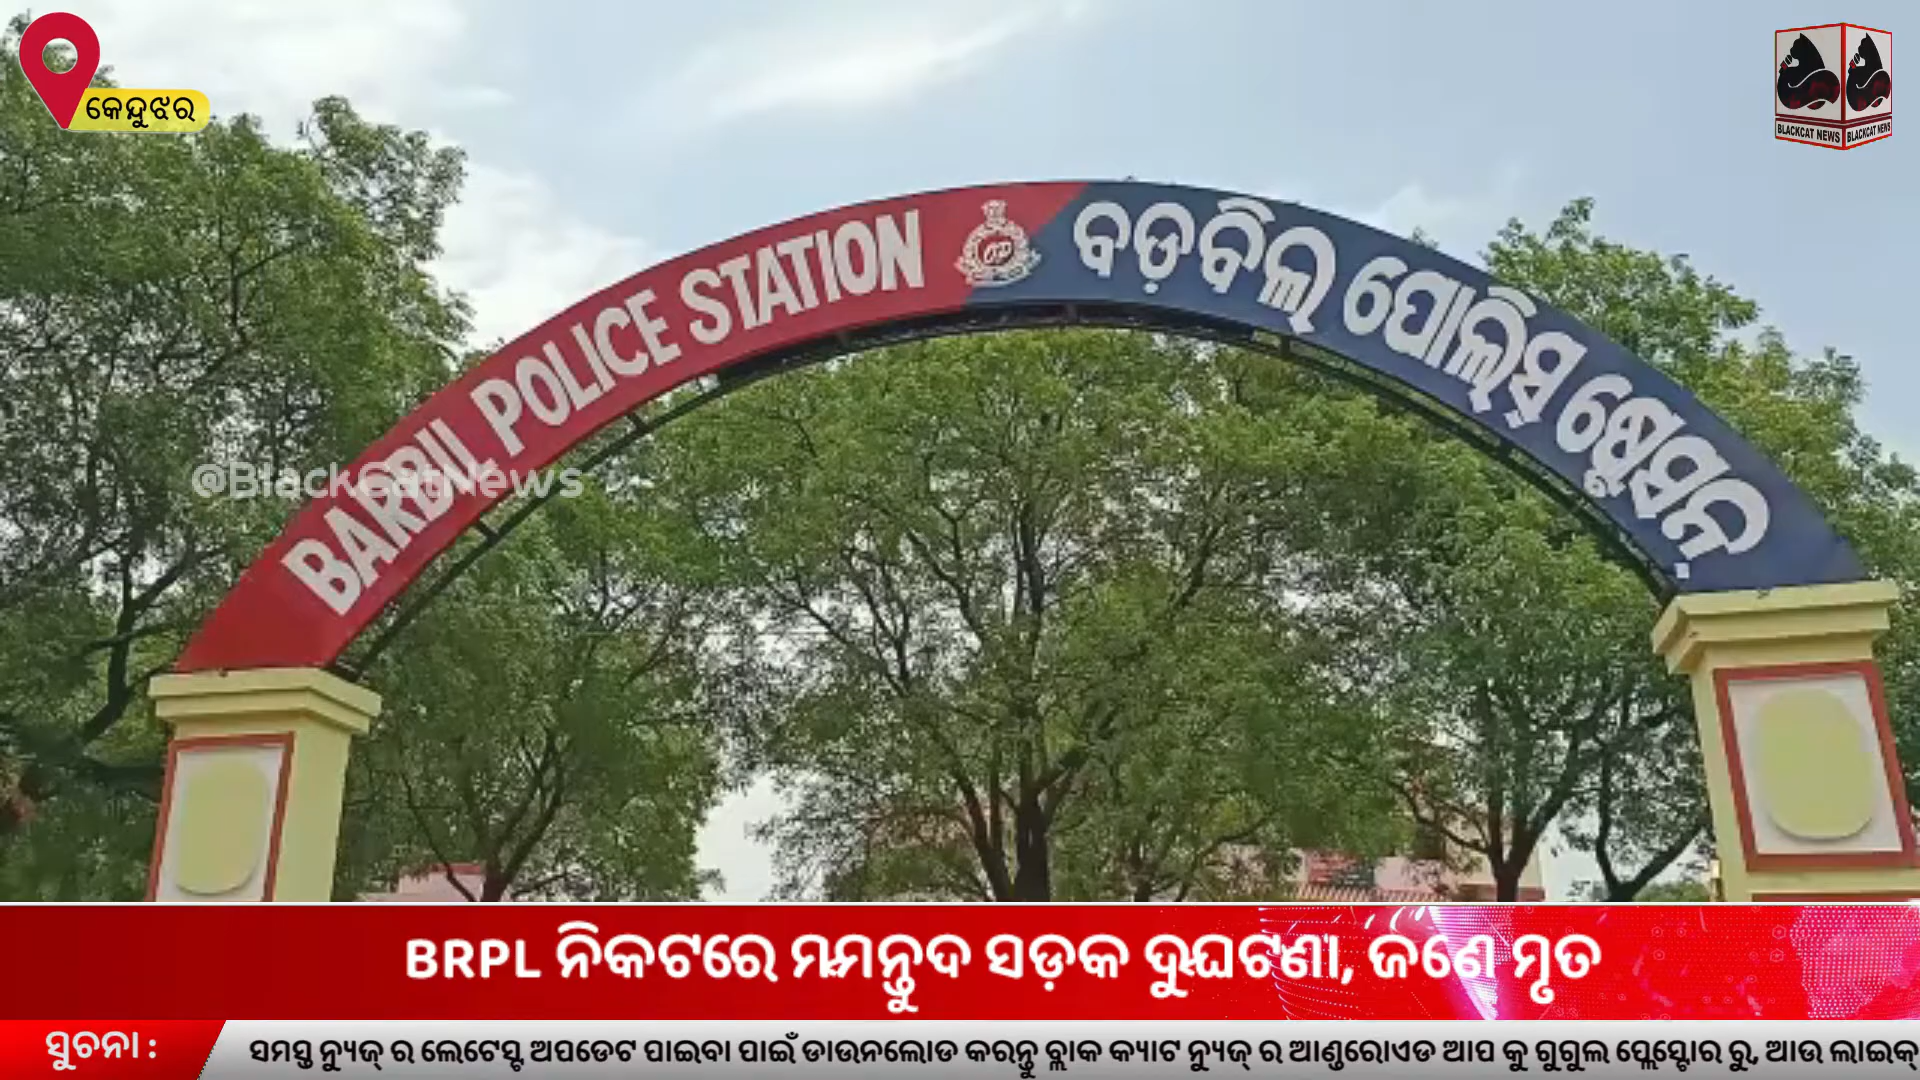 କେନ୍ଦୁଝର
BLACKCAT NEWS BLACKCAT NEWS
BARBIL POLICE STATION ବଡ଼ବିଲ ପୋଲିସ୍ ଷ୍ଟେସନ୍
@BlackCatNews
BRPL ନିକଟରେ ମର୍ମନ୍ତୁଦ ସଡ଼କ ଦୁର୍ଘଟଣା, ଜଣେ ମୃତ
ସୁଚନା :
ସମସ୍ତ ନ୍ୟୁଜ୍ ର ଲେଟେସ୍ଟ ଅପଡେଟ ପାଇବା ପାଇଁ ଡାଉନଲୋଡ କରନ୍ତୁ ବ୍ଲାକ କ୍ୟାଟ ନ୍ୟୁଜ୍ ର ଆଣ୍ଡରୋଏଡ ଆପ କୁ ଗୁଗୁଲ ପ୍ଲେସ୍ଟୋର ରୁ, ଆଉ ଲାଇକ୍